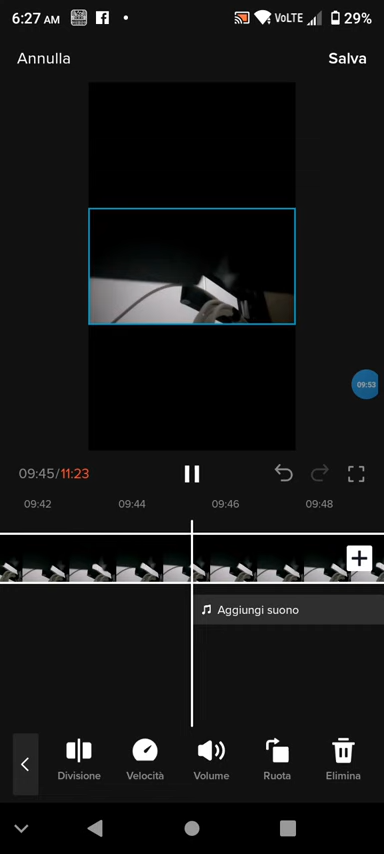 6:27 AM VoLTE 29%
Annulla Salva
09:53
09:45/11:23
09:42 09:44 09:46 09:48
Aggiungi suono
Divisione Velocità Volume Ruota Elimina